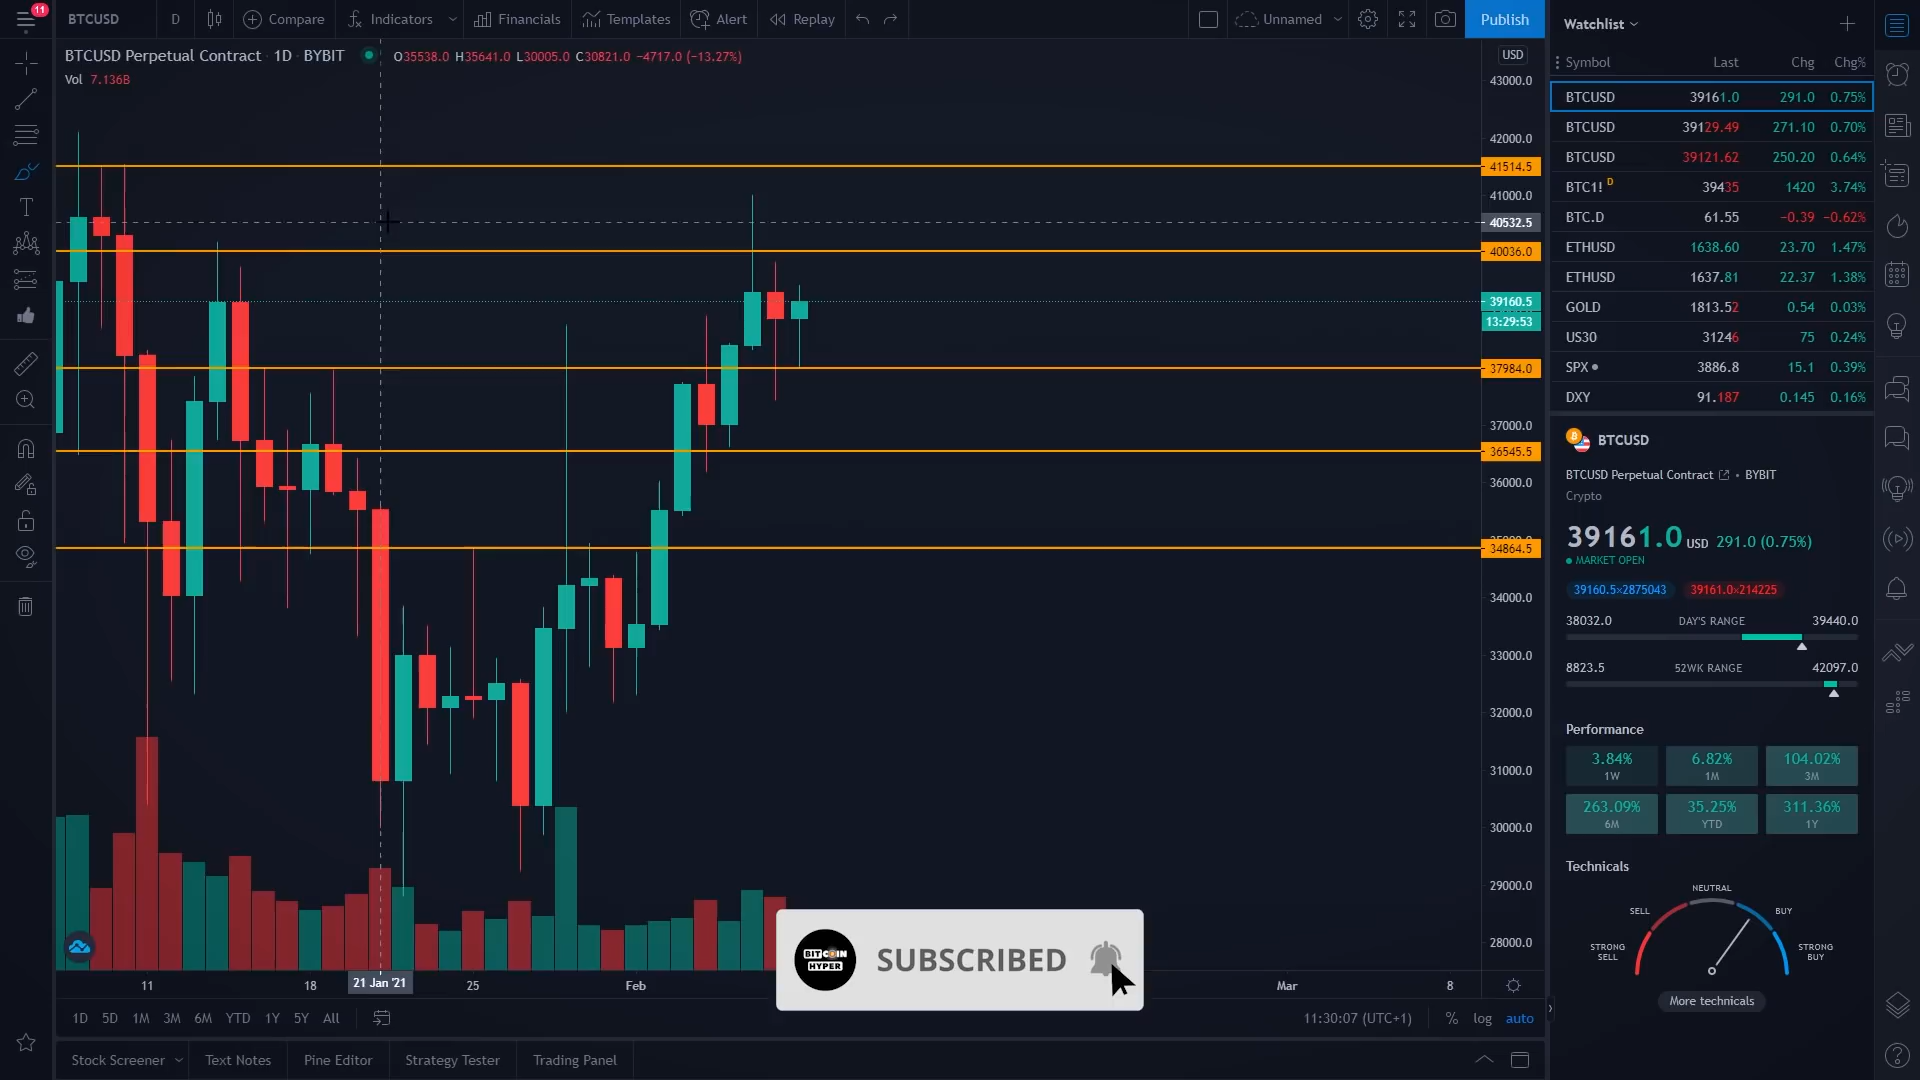 11
BTCUSD D Compare Indicators Financials Templates Alert Replay Unnamed Publish
BTCUSD Perpetual Contract · 1D · BYBIT O35538.0 H35641.0 L30005.0 C30821.0 −4717.0 (−13.27%)
Vol 7.136B
USD
43000.0
42000.0
41514.5
41000.0
40532.5
40036.0
39160.5
13:29:53
37984.0
37000.0
36545.5
36000.0
34864.5
34000.0
33000.0
32000.0
31000.0
30000.0
29000.0
28000.0
11 18 21 Jan '21 25 Feb Mar 8
BITCOIN
HYPER
SUBSCRIBED
1D 5D 1M 3M 6M YTD 1Y 5Y All 11:30:07 (UTC+1) % log auto
Stock Screener Text Notes Pine Editor Strategy Tester Trading Panel
Watchlist
Symbol Last Chg Chg%
BTCUSD 39161.0 291.0 0.75%
BTCUSD 39129.49 271.10 0.70%
BTCUSD 39121.62 250.20 0.64%
BTC1! D 39435 1420 3.74%
BTC.D 61.55 −0.39 −0.62%
ETHUSD 1638.60 23.70 1.47%
ETHUSD 1637.81 22.37 1.38%
GOLD 1813.52 0.54 0.03%
US30 31246 75 0.24%
SPX 3886.8 15.1 0.39%
DXY 91.187 0.145 0.16%
BTCUSD
BTCUSD Perpetual Contract • BYBIT
Crypto
39161.0 USD 291.0 (0.75%)
MARKET OPEN
39160.5×2875043 39161.0×214225
38032.0 DAY'S RANGE 39440.0
8823.5 52WK RANGE 42097.0
Performance
3.84% 6.82% 104.02%
1W 1M 3M
263.09% 35.25% 311.36%
6M YTD 1Y
Technicals
NEUTRAL
SELL BUY
STRONG SELL STRONG BUY
More technicals